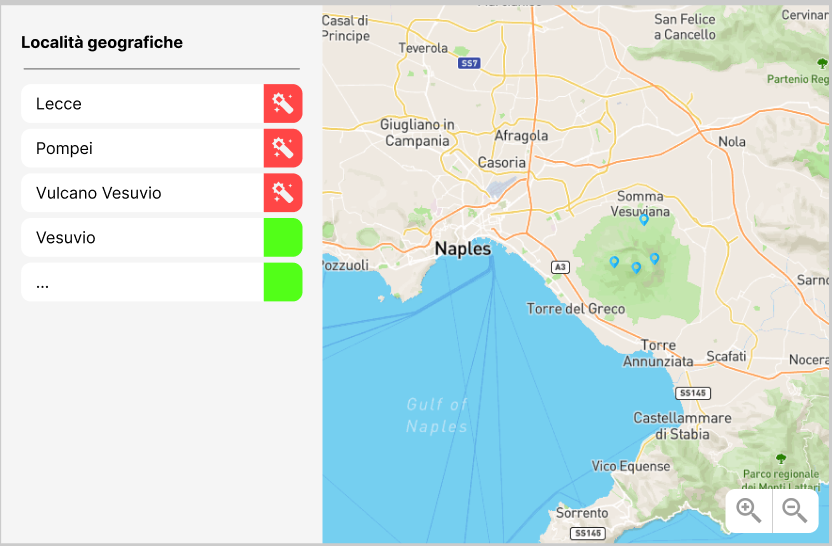 Località geografiche
Lecce
Pompei
Vulcano Vesuvio
Vesuvio
...
Casal di
Principe
San Felice
a Cancello
Cervinar
Teverola
SS7
Partenio Reg
Giugliano in
Campania
Afragola
Nola
Casoria
Somma
Vesuviana
Naples
ozzuoli
A3
Sarno
Torre del Greco
Torre
Annunziata
Scafati
Nocera
SS145
Gulf of
Naples
Castellammare
di Stabia
Vico Equense
Parco regionale
dei Monti Lattari
Sorrento
SS145